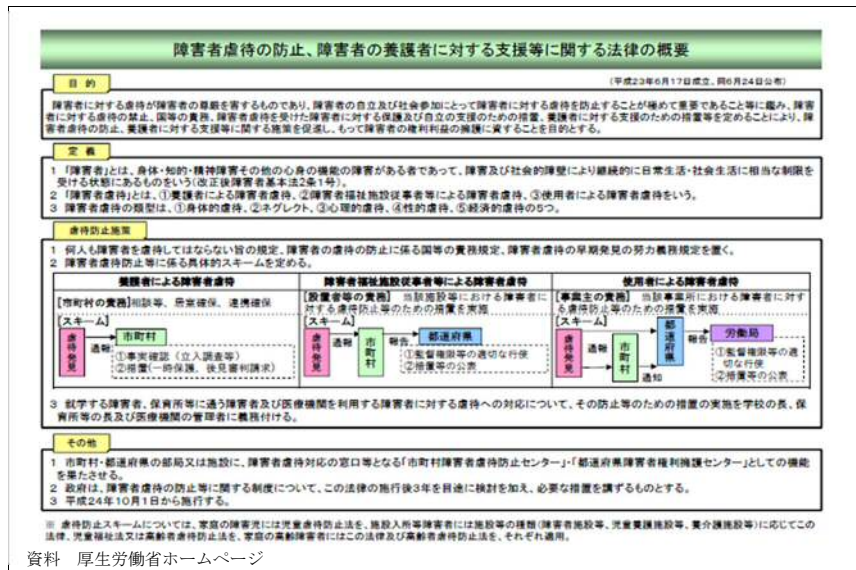 障害者虐待の防止、障害者の養護者に対する支援等に関する法律の概要
目 的
(平成23年6月17日成立、同6月24日公布)
障害者に対する虐待が障害者の尊厳を害するものであり、障害者の自立及び社会参加にとって障害者に対する虐待を防止することが極めて重要であること等に鑑み、障害
者に対する虐待の禁止、国等の責務、障害者虐待を受けた障害者に対する保護及び自立の支援のための措置、養護者に対する支援のための措置等を定めることにより、障
害者虐待の防止、養護者に対する支援等に関する施策を促進し、もって障害者の権利利益の擁護に資することを目的とする。
定 義
1 「障害者」とは、身体・知的・精神障害その他の心身の機能の障害がある者であって、障害及び社会的障壁により継続的に日常生活・社会生活に相当な制限を
受ける状態にあるものをいう(改正後障害者基本法2条1号)。
2 「障害者虐待」とは、①養護者による障害者虐待、②障害者福祉施設従事者等による障害者虐待、③使用者による障害者虐待をいう。
3 障害者虐待の類型は、①身体的虐待、②ネグレクト、③心理的虐待、④性的虐待、⑤経済的虐待の5つ。
虐待防止施策
1 何人も障害者を虐待してはならない旨の規定、障害者の虐待の防止に係る国等の責務規定、障害者虐待の早期発見の努力義務規定を置く。
2 障害者虐待防止等に係る具体的スキームを定める。
養護者による障害者虐待
[市町村の責務]相談等、居室確保、連携確保
[スキーム]
虐待発見
通報
市町村
①事実確認(立入調査等)
②措置(一時保護、後見審判請求)
障害者福祉施設従事者等による障害者虐待
[設置者等の責務] 当該施設等における障害者に
対する虐待防止等のための措置を実施
[スキーム]
虐待発見
通報
市町村
報告
都道府県
①監督権限等の適切な行使
②措置等の公表
使用者による障害者虐待
[事業主の責務] 当該事業所における障害者に対す
る虐待防止等のための措置を実施
[スキーム]
虐待発見
通報
市町村
通知
都道府県
報告
労働局
①監督権限等の適
切な行使
②措置等の公表
3 就学する障害者、保育所等に通う障害者及び医療機関を利用する障害者に対する虐待への対応について、その防止等のための措置の実施を学校の長、保
育所等の長及び医療機関の管理者に義務付ける。
その他
1 市町村・都道府県の部局又は施設に、障害者虐待対応の窓口等となる「市町村障害者虐待防止センター」・「都道府県障害者権利擁護センター」としての機能
を果たさせる。
2 政府は、障害者虐待の防止等に関する制度について、この法律の施行後3年を目途に検討を加え、必要な措置を講ずるものとする。
3 平成24年10月1日から施行する。
※ 虐待防止スキームについては、家庭の障害児には児童虐待防止法を、施設入所等障害者には施設等の種類(障害者施設等、児童養護施設等、養介護施設等)に応じてこの
法律、児童福祉法又は高齢者虐待防止法を、家庭の高齢障害者にはこの法律及び高齢者虐待防止法を、それぞれ適用。
資料 厚生労働省ホームページ